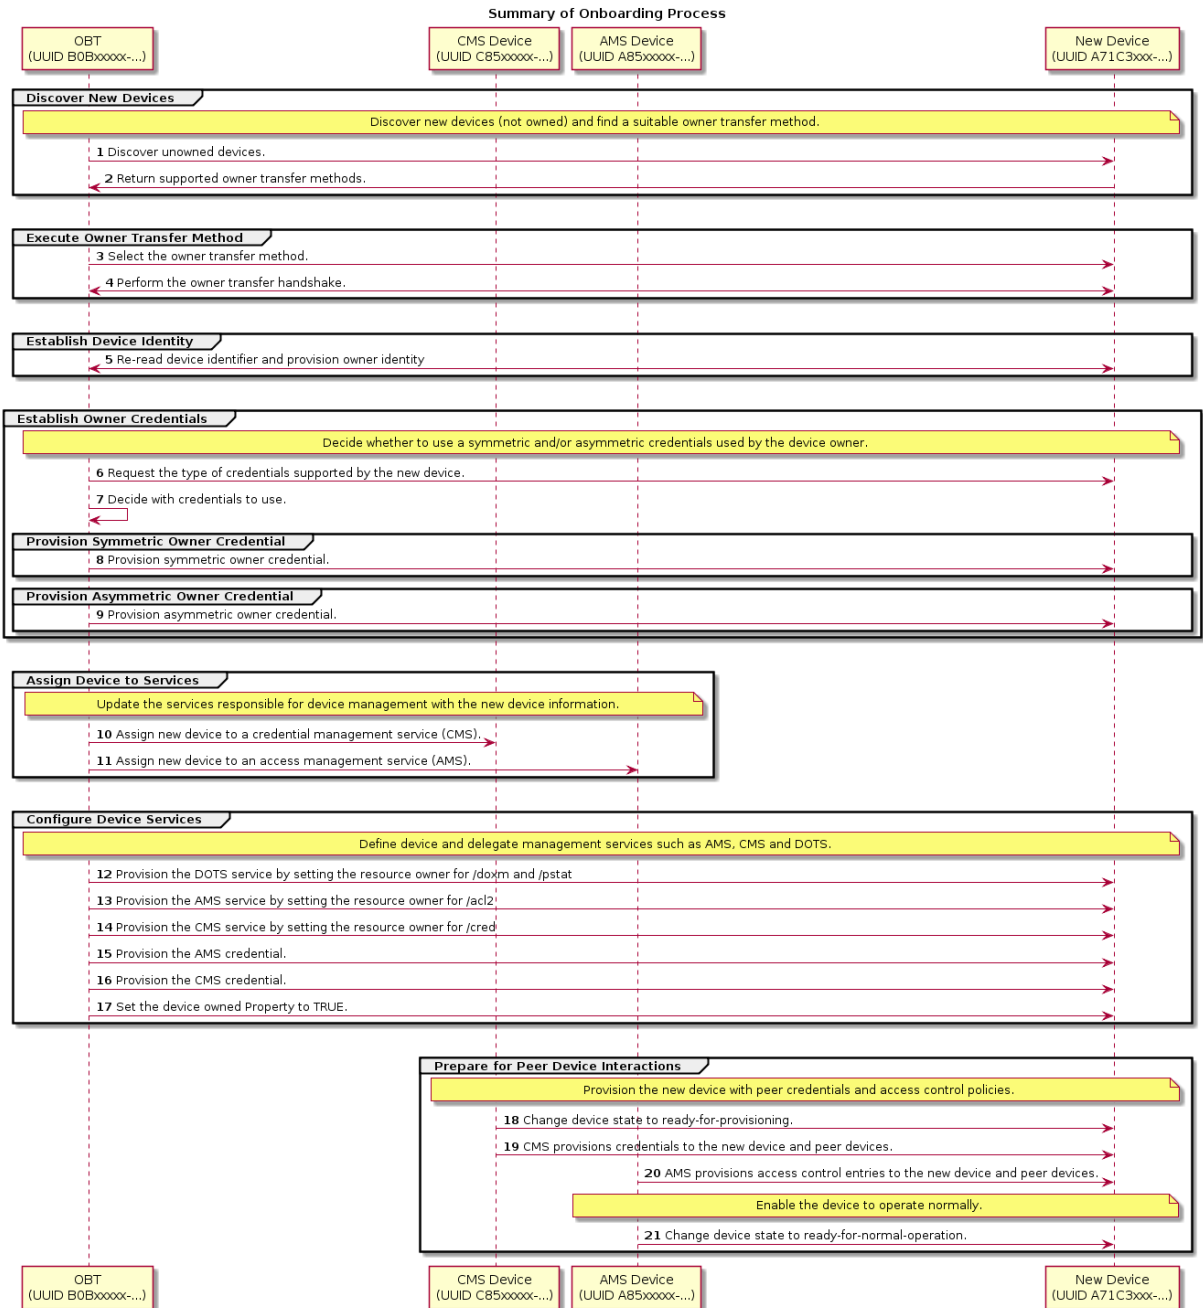 Summary of Onboarding Process
OBT
(UUID B0Bxxxxx-...)
CMS Device
(UUID C85xxxxx-...)
AMS Device
(UUID A85xxxxx-...)
New Device
(UUID A71C3xxx-...)
Discover New Devices
Discover new devices (not owned) and find a suitable owner transfer method.
1 Discover unowned devices.
2 Return supported owner transfer methods.
Execute Owner Transfer Method
3 Select the owner transfer method.
4 Perform the owner transfer handshake.
Establish Device Identity
5 Re-read device identifier and provision owner identity
Establish Owner Credentials
Decide whether to use a symmetric and/or asymmetric credentials used by the device owner.
6 Request the type of credentials supported by the new device.
7 Decide with credentials to use.
Provision Symmetric Owner Credential
8 Provision symmetric owner credential.
Provision Asymmetric Owner Credential
9 Provision asymmetric owner credential.
Assign Device to Services
Update the services responsible for device management with the new device information.
10 Assign new device to a credential management service (CMS).
11 Assign new device to an access management service (AMS).
Configure Device Services
Define device and delegate management services such as AMS, CMS and DOTS.
12 Provision the DOTS service by setting the resource owner for /doxm and /pstat
13 Provision the AMS service by setting the resource owner for /acl2
14 Provision the CMS service by setting the resource owner for /cred
15 Provision the AMS credential.
16 Provision the CMS credential.
17 Set the device owned Property to TRUE.
Prepare for Peer Device Interactions
Provision the new device with peer credentials and access control policies.
18 Change device state to ready-for-provisioning.
19 CMS provisions credentials to the new device and peer devices.
20 AMS provisions access control entries to the new device and peer devices.
Enable the device to operate normally.
21 Change device state to ready-for-normal-operation.
OBT
(UUID B0Bxxxxx-...)
CMS Device
(UUID C85xxxxx-...)
AMS Device
(UUID A85xxxxx-...)
New Device
(UUID A71C3xxx-...)